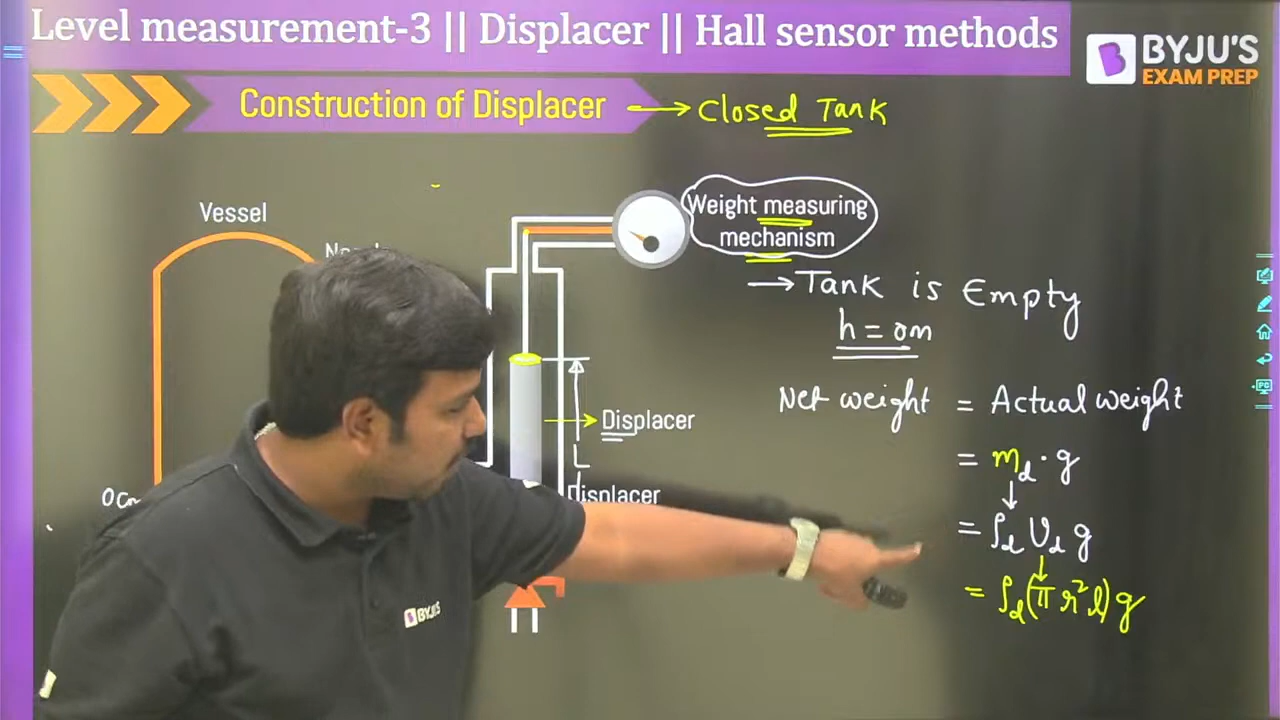 Level measurement-3 || Displacer || Hall sensor methods
BYJU'S
EXAM PREP
Construction of Displacer → Closed Tank
Vessel
Weight measuring
mechanism
→ Tank is Empty
h = 0m
Net weight = Actual weight
= m_d · g
= ρ_d V_d g
= ρ_d (π r² l) g
Displacer
L
Displacer
BYJU'S
PC